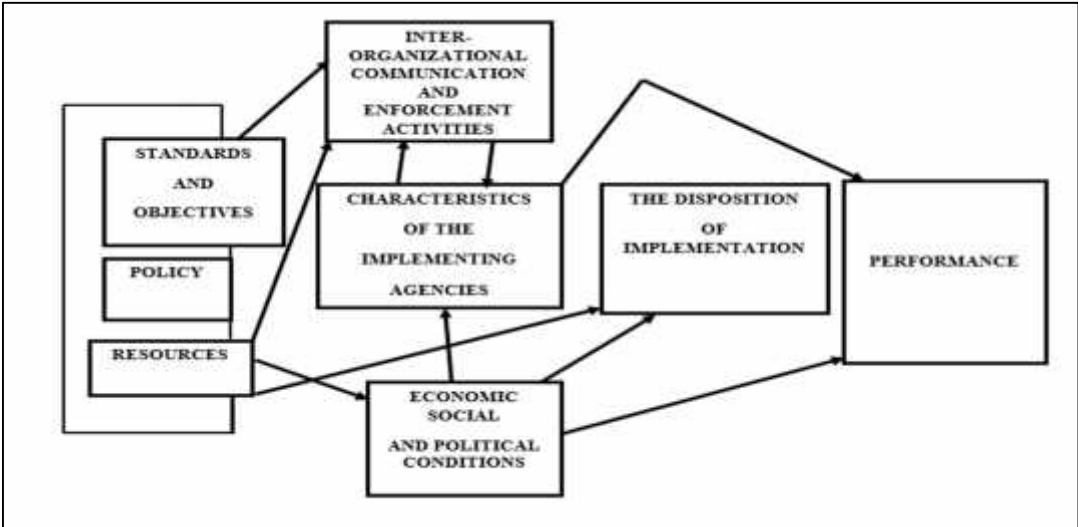 INTER-
ORGANIZATIONAL
COMMUNICATION
AND
ENFORCEMENT
ACTIVITIES
STANDARDS
AND
OBJECTIVES
POLICY
RESOURCES
CHARACTERISTICS
OF THE
IMPLEMENTING
AGENCIES
THE DISPOSITION
OF
IMPLEMENTATION
PERFORMANCE
ECONOMIC
SOCIAL
AND POLITICAL
CONDITIONS